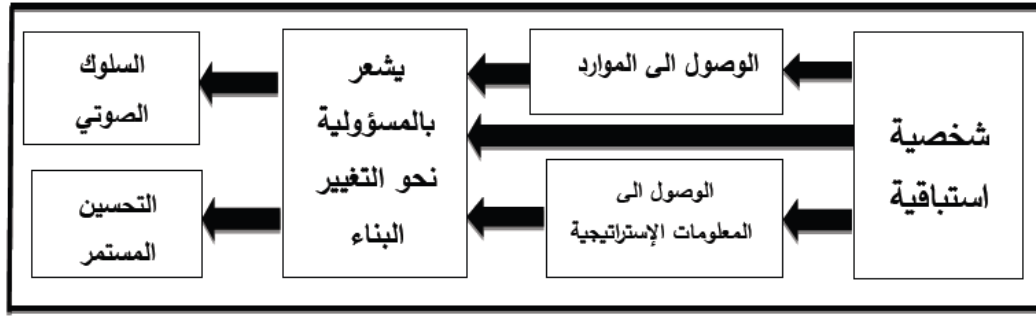 شخصية
استباقية
الوصول الى الموارد
الوصول الى
المعلومات الإستراتيجية
يشعر
بالمسؤولية
نحو التغيير
البناء
السلوك
الصوتي
التحسين
المستمر